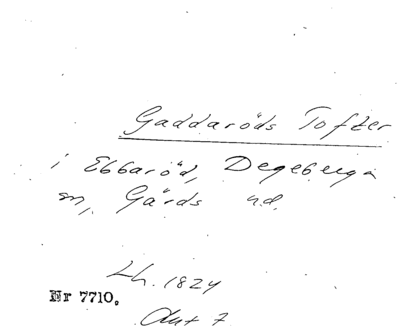 Gaddaröds Tofter
i Ebbaröd, Degeberga
sn, Gärds hd.
Lh. 1824
Nr 7710.
Akt 7